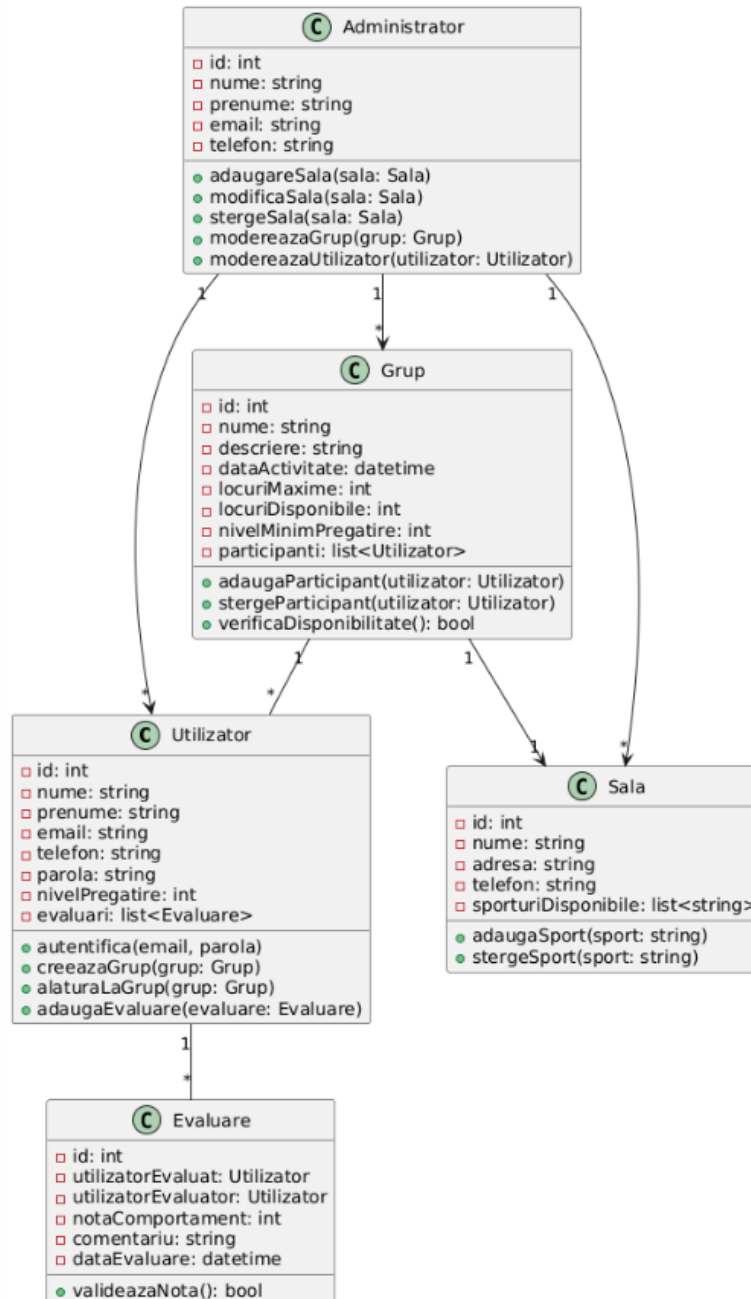 C Administrator
id: int
nume: string
prenume: string
email: string
telefon: string
adaugareSala(sala: Sala)
modificaSala(sala: Sala)
stergeSala(sala: Sala)
modereazaGrup(grup: Grup)
modereazaUtilizator(utilizator: Utilizator)
1 1 1
*
C Grup
id: int
nume: string
descriere: string
dataActivitate: datetime
locuriMaxime: int
locuriDisponibile: int
nivelMinimPregatire: int
participanti: list<Utilizator>
adaugaParticipant(utilizator: Utilizator)
stergeParticipant(utilizator: Utilizator)
verificaDisponibilitate(): bool
1 1
* *
C Utilizator
id: int
nume: string
prenume: string
email: string
telefon: string
parola: string
nivelPregatire: int
evaluari: list<Evaluare>
autentifica(email, parola)
creeazaGrup(grup: Grup)
alaturaLaGrup(grup: Grup)
adaugaEvaluare(evaluare: Evaluare)
1 *
C Sala
id: int
nume: string
adresa: string
telefon: string
sporturiDisponibile: list<string>
adaugaSport(sport: string)
stergeSport(sport: string)
1
*
C Evaluare
id: int
utilizatorEvaluat: Utilizator
utilizatorEvaluator: Utilizator
notaComportament: int
comentariu: string
dataEvaluare: datetime
valideazaNota(): bool